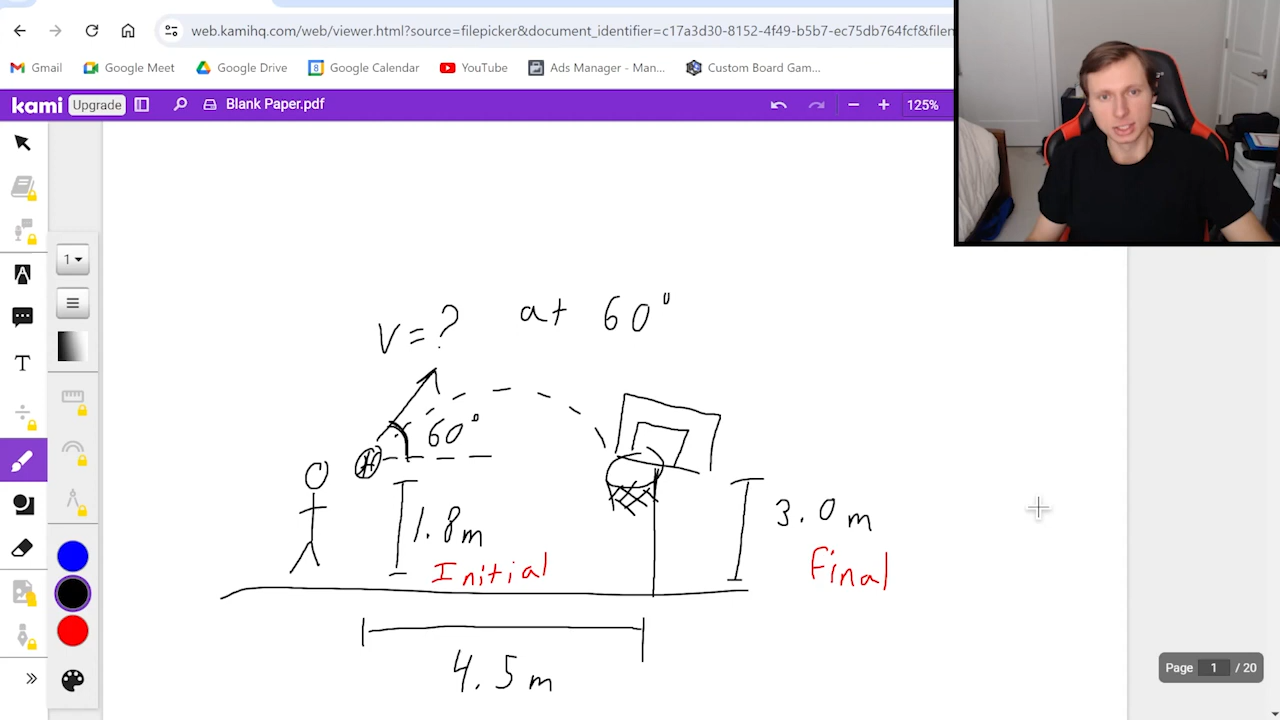 web.kamihq.com/web/viewer.html?source=filepicker&document_identifier=c17a3d30-8152-4f49-b5b7-ec75db764fcf&filen
Gmail Google Meet Google Drive 8 Google Calendar YouTube Ads Manager - Man... Custom Board Gam...
kami Upgrade Blank Paper.pdf 125%
1
T
V = ? at 60°
60°
1.8 m
Initial
3.0 m
Final
4.5 m
Page 1 / 20